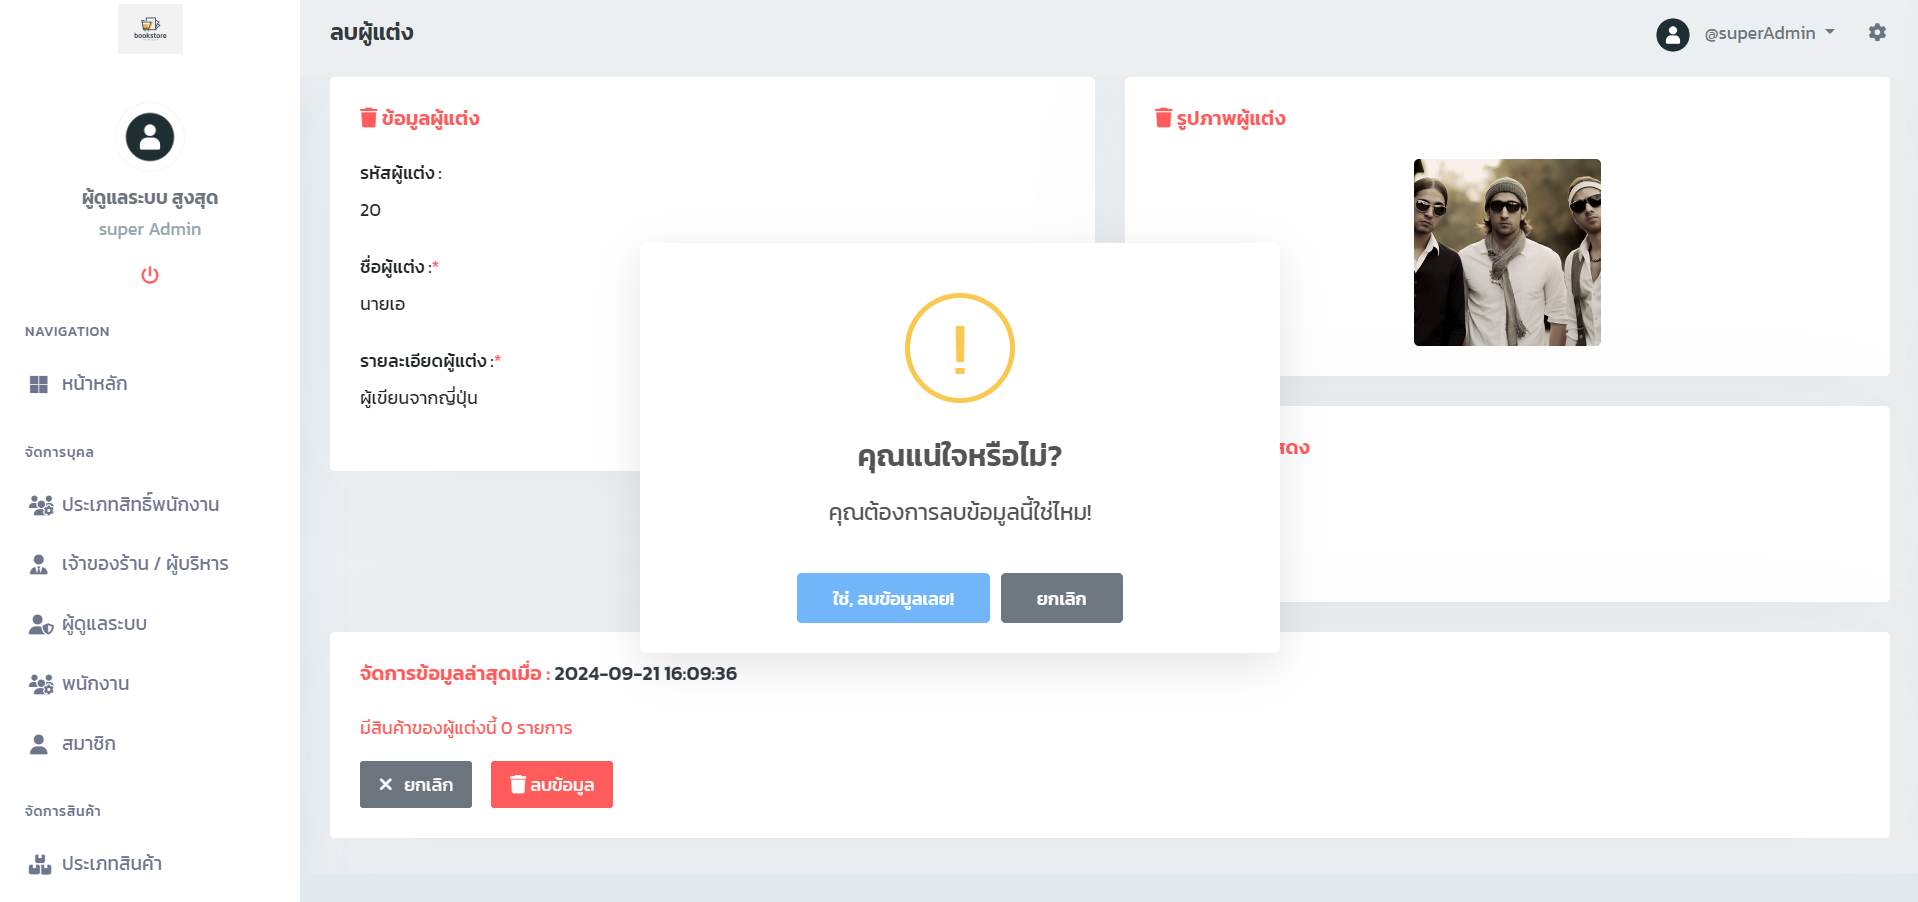 bookstore
ผู้ดูแลระบบ สูงสุด
super Admin
NAVIGATION
หน้าหลัก
จัดการบุคล
ประเภทสิทธิ์พนักงาน
เจ้าของร้าน / ผู้บริหาร
ผู้ดูแลระบบ
พนักงาน
สมาชิก
จัดการสินค้า
ประเภทสินค้า
ลบผู้แต่ง
@superAdmin
ข้อมูลผู้แต่ง
รหัสผู้แต่ง :
20
ชื่อผู้แต่ง :*
นายเอ
รายละเอียดผู้แต่ง :*
ผู้เขียนจากญี่ปุ่น
รูปภาพผู้แต่ง
คุณแน่ใจหรือไม่?
คุณต้องการลบข้อมูลนี้ใช่ไหม!
ใช่, ลบข้อมูลเลย!
ยกเลิก
จัดการข้อมูลล่าสุดเมื่อ : 2024-09-21 16:09:36
มีสินค้าของผู้แต่งนี้ 0 รายการ
ยกเลิก
ลบข้อมูล